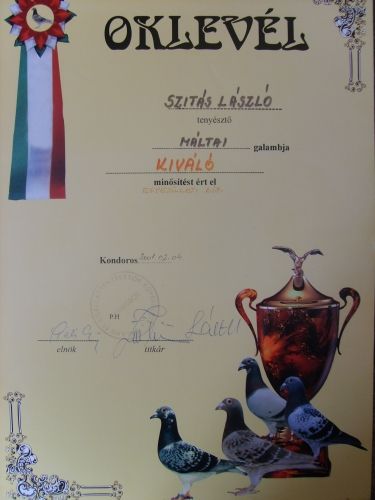 OKLEVÉL
SZITÁS LÁSZLÓ
tenyésztő
MÁLTAI galambja
KIVÁLÓ
minősítést ért el
Kondoros
P.H
elnök titkár